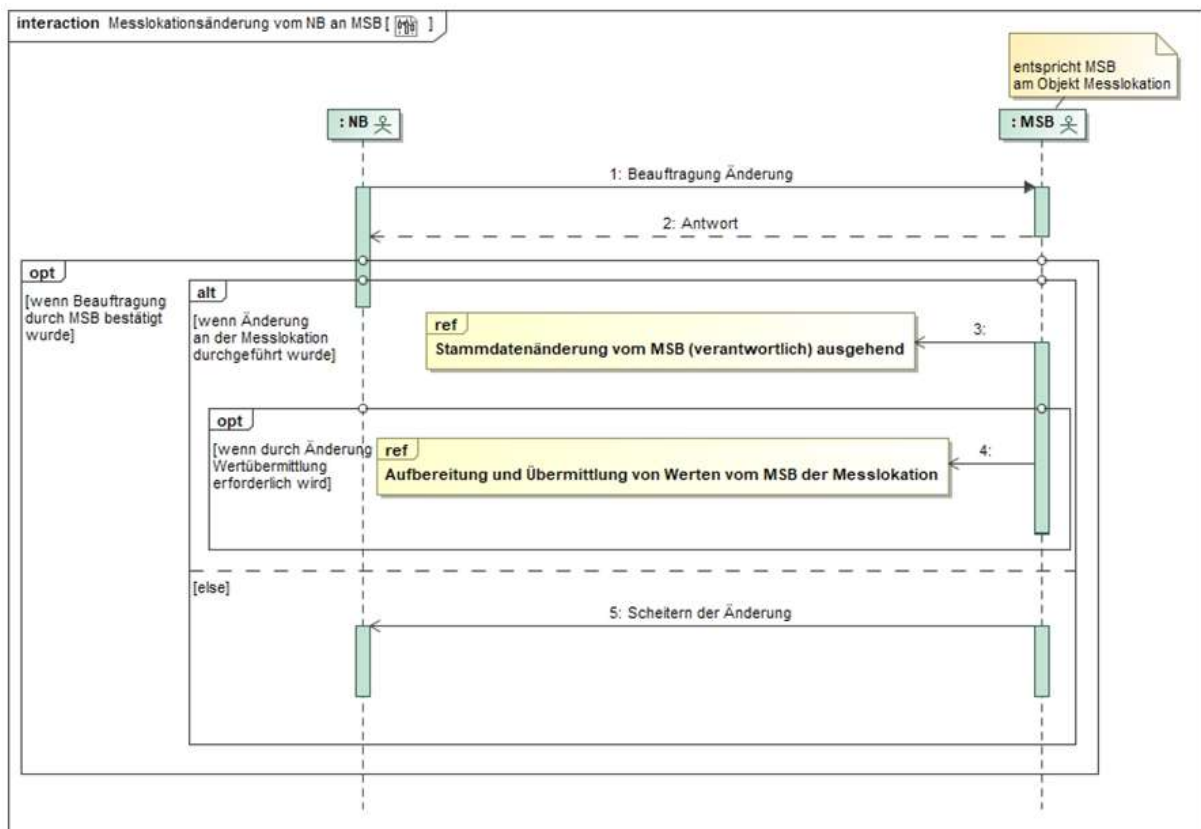 interaction Messlokationsänderung vom NB an MSB [ ]
entspricht MSB
am Objekt Messlokation
: NB
: MSB
1: Beauftragung Änderung
2: Antwort
opt
[wenn Beauftragung
durch MSB bestätigt
wurde]
alt
[wenn Änderung
an der Messlokation
durchgeführt wurde]
ref
Stammdatenänderung vom MSB (verantwortlich) ausgehend
3:
opt
[wenn durch Änderung
Wertübermittlung
erforderlich wird]
ref
Aufbereitung und Übermittlung von Werten vom MSB der Messlokation
4:
[else]
5: Scheitern der Änderung